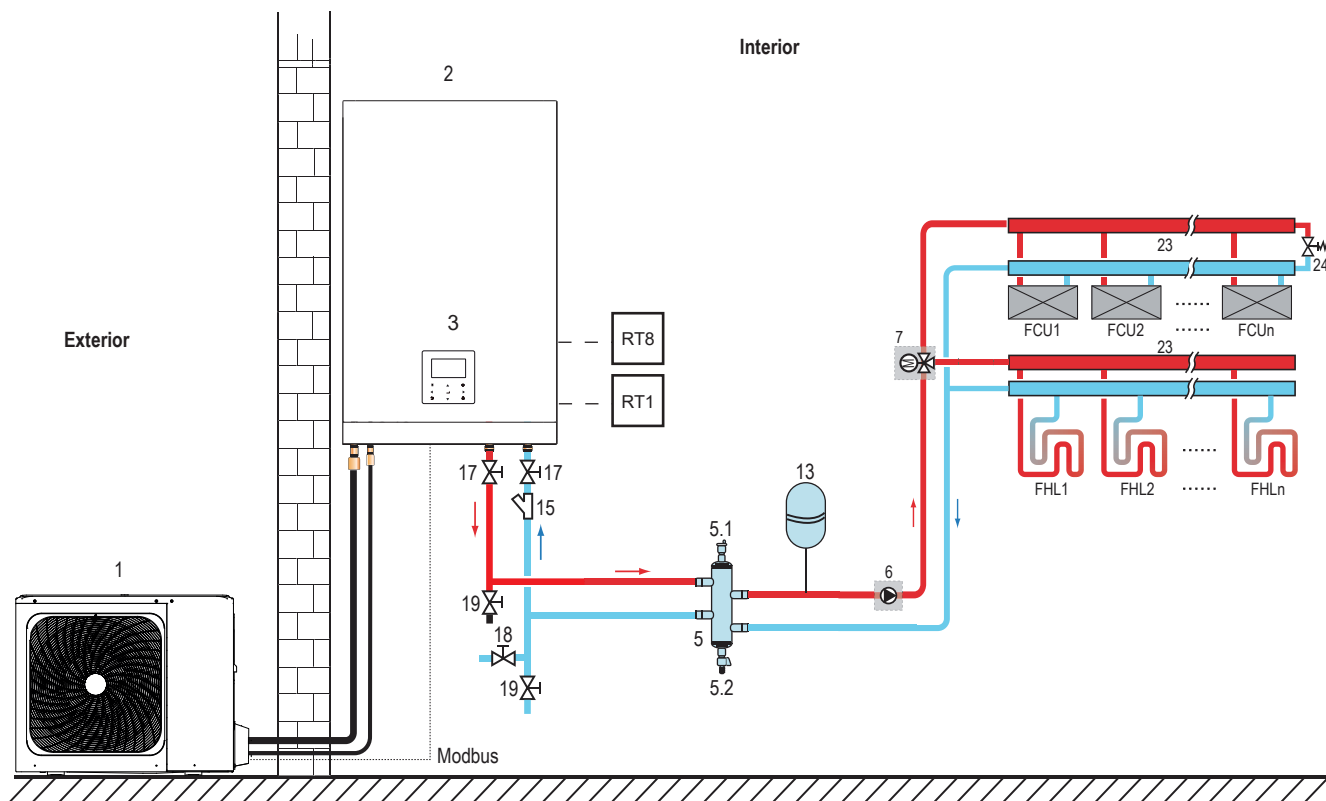 Interior
2
23
24
FCU1
FCU2
......
......
FCUn
3
RT8
Exterior
7
23
RT1
17
17
13
FHL1
FHL2
......
......
FHLn
15
5.1
1
6
19
18
5
19
5.2
Modbus